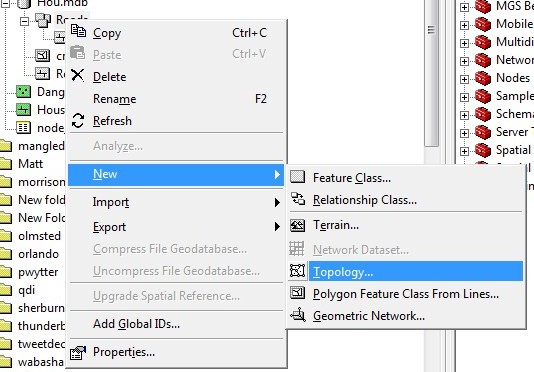 Hou.mdb
Roads
Copy Ctrl+C
Paste Ctrl+V
Delete
Rename F2
Refresh
Analyze...
New
Import
Export
Compress File Geodatabase...
Uncompress File Geodatabase...
Upgrade Spatial Reference...
Add Global IDs...
Properties...
Feature Class...
Relationship Class...
Terrain...
Network Dataset...
Topology...
Polygon Feature Class From Lines...
Geometric Network...
mangled
Matt
morrison
New fold
New Fold
olmsted
orlando
pwytter
qdi
sherburn
thunderb
tweetdec
wabasha
MGS Be
Mobile
Multidi
Networ
Nodes
Sample
Schema
Server T
Spatial